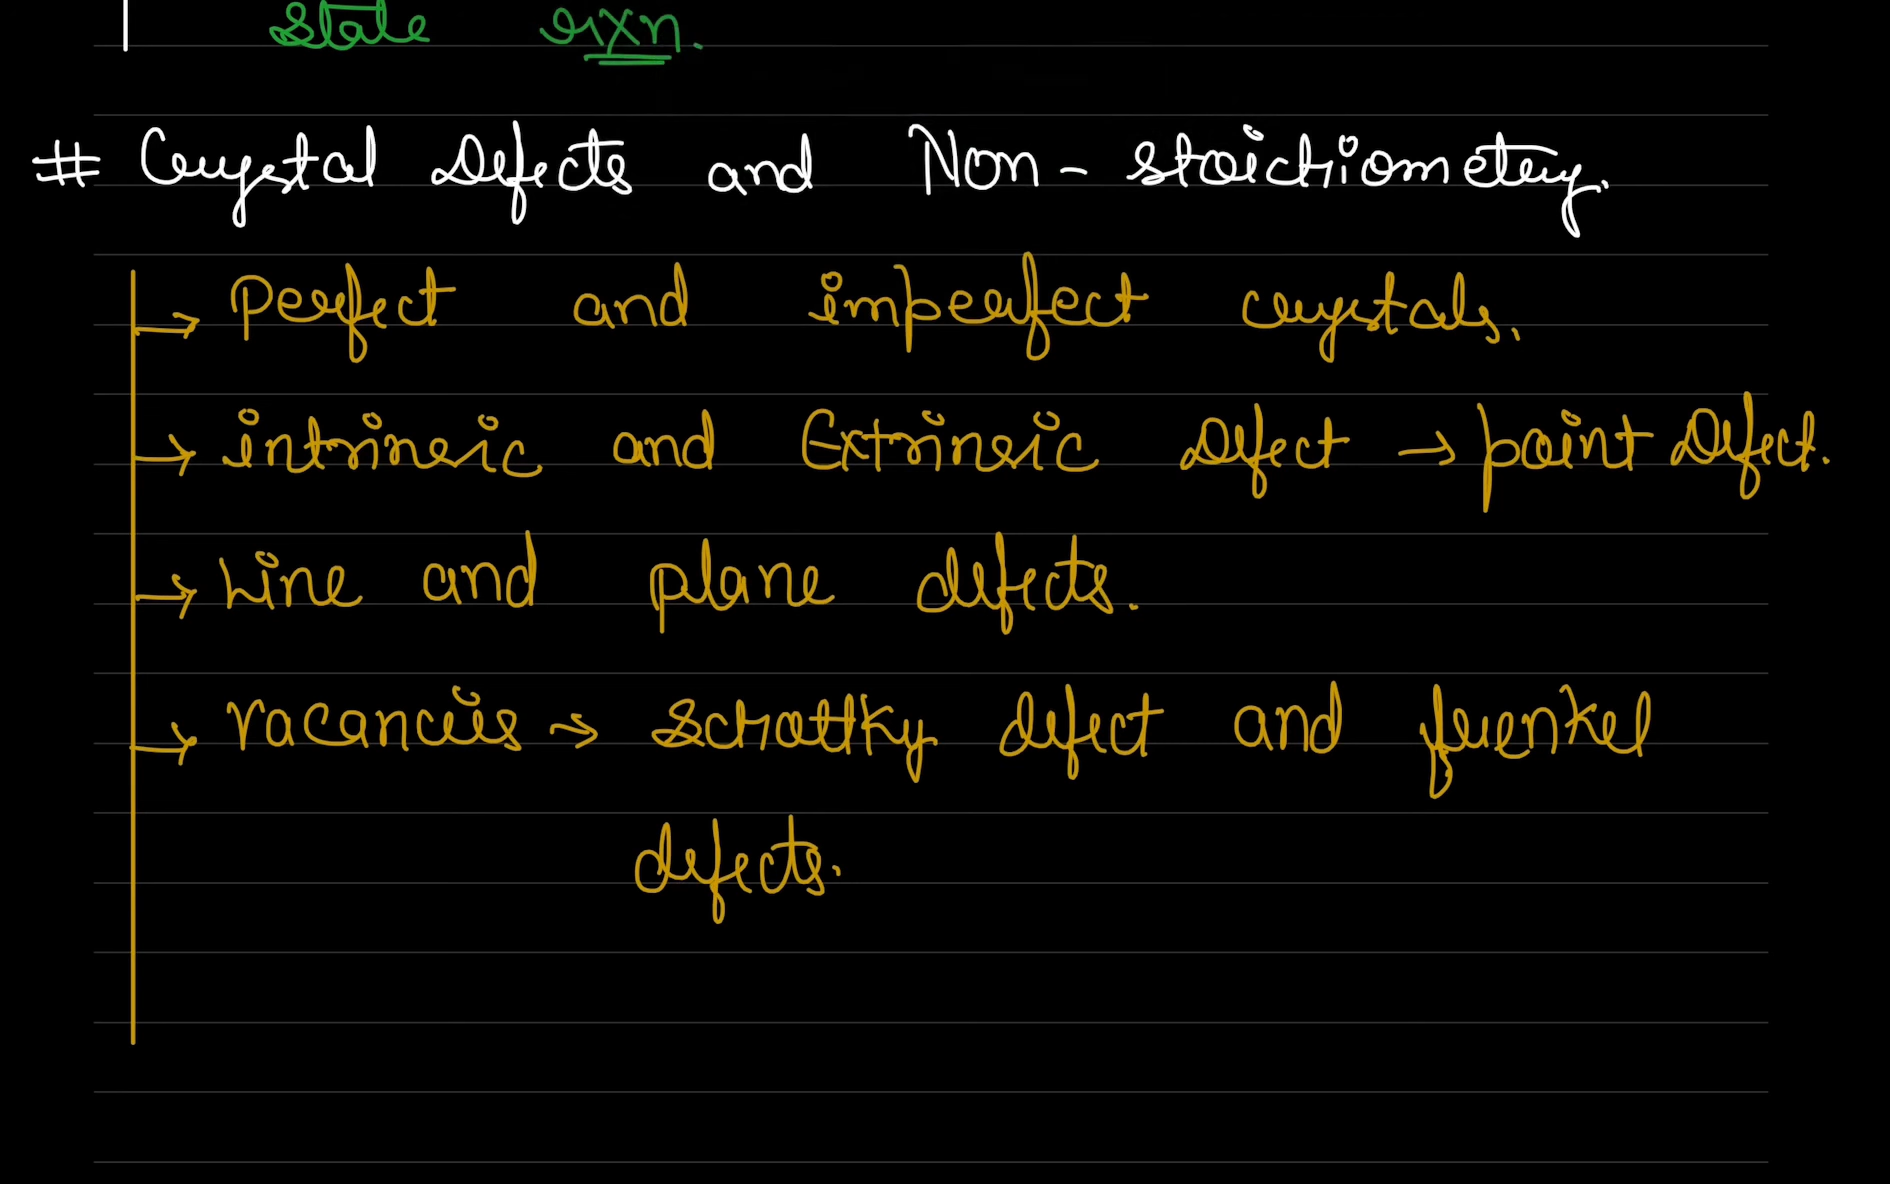 State rxn.
# Crystal Defects and Non-stoichiometry.
→ Perfect and imperfect crystals.
→ intrinsic and Extrinsic Defect → point Defect.
→ Line and plane defects.
→ vacancies → Schottky defect and frenkel
defects.